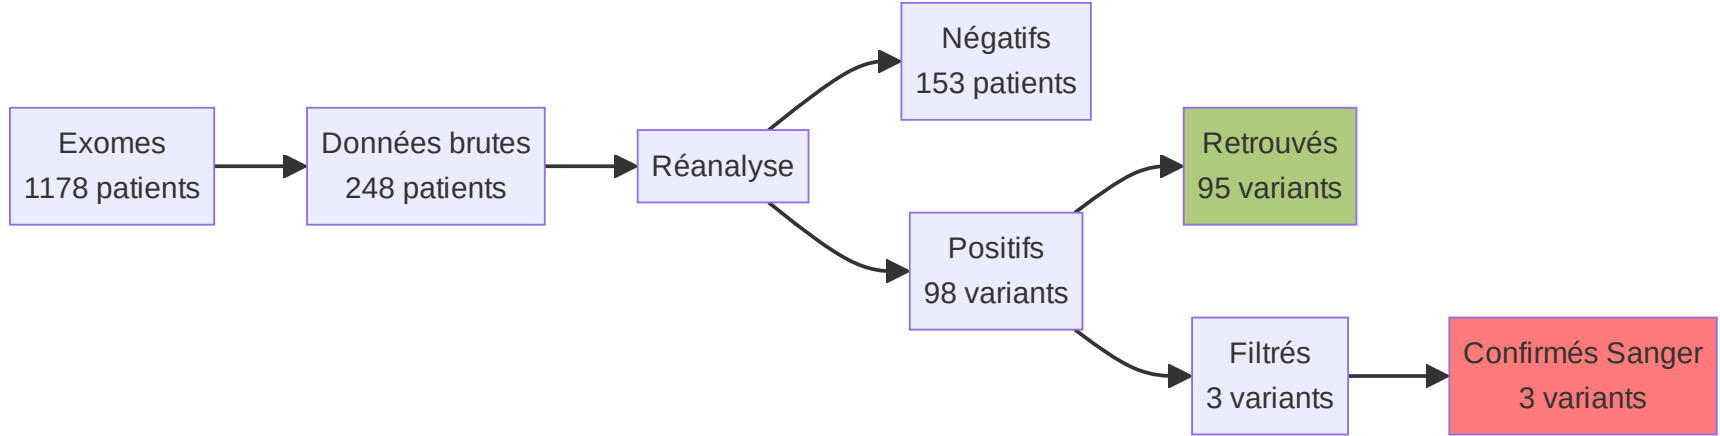 Exomes
1178 patients
Données brutes
248 patients
Réanalyse
Négatifs
153 patients
Positifs
98 variants
Retrouvés
95 variants
Filtrés
3 variants
Confirmés Sanger
3 variants